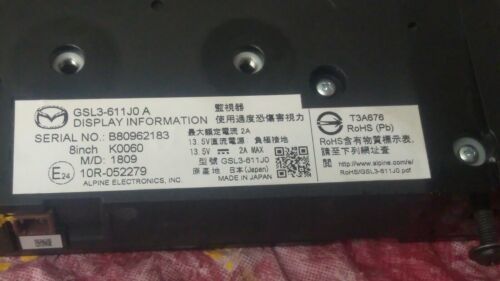 GSL3-611J0 A
DISPLAY INFORMATION
SERIAL NO.: B80962183
8inch K0060
M/D: 1809
E24 10R-052279
ALPINE ELECTRONICS, INC.
監視器
使用過度恐傷害視力
最大額定電流 2A
13.5V直流電源 負極接地
13.5V 2A MAX.
型號 GSL3-611J0
原產地 日本(Japan)
MADE IN JAPAN
T3A676
RoHS (Pb)
RoHS含有物質標示表,
請至下列網址查
http://www.alpine.com/e/
RoHS/GSL3-611J0.pdf